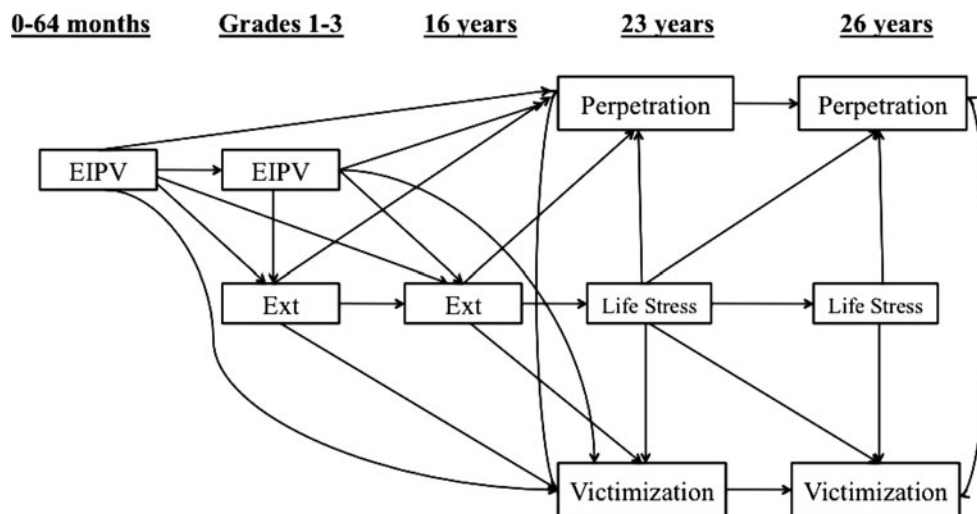 0-64 months Grades 1-3 16 years 23 years 26 years
Perpetration Perpetration
EIPV EIPV
Ext Ext Life Stress Life Stress
Victimization Victimization